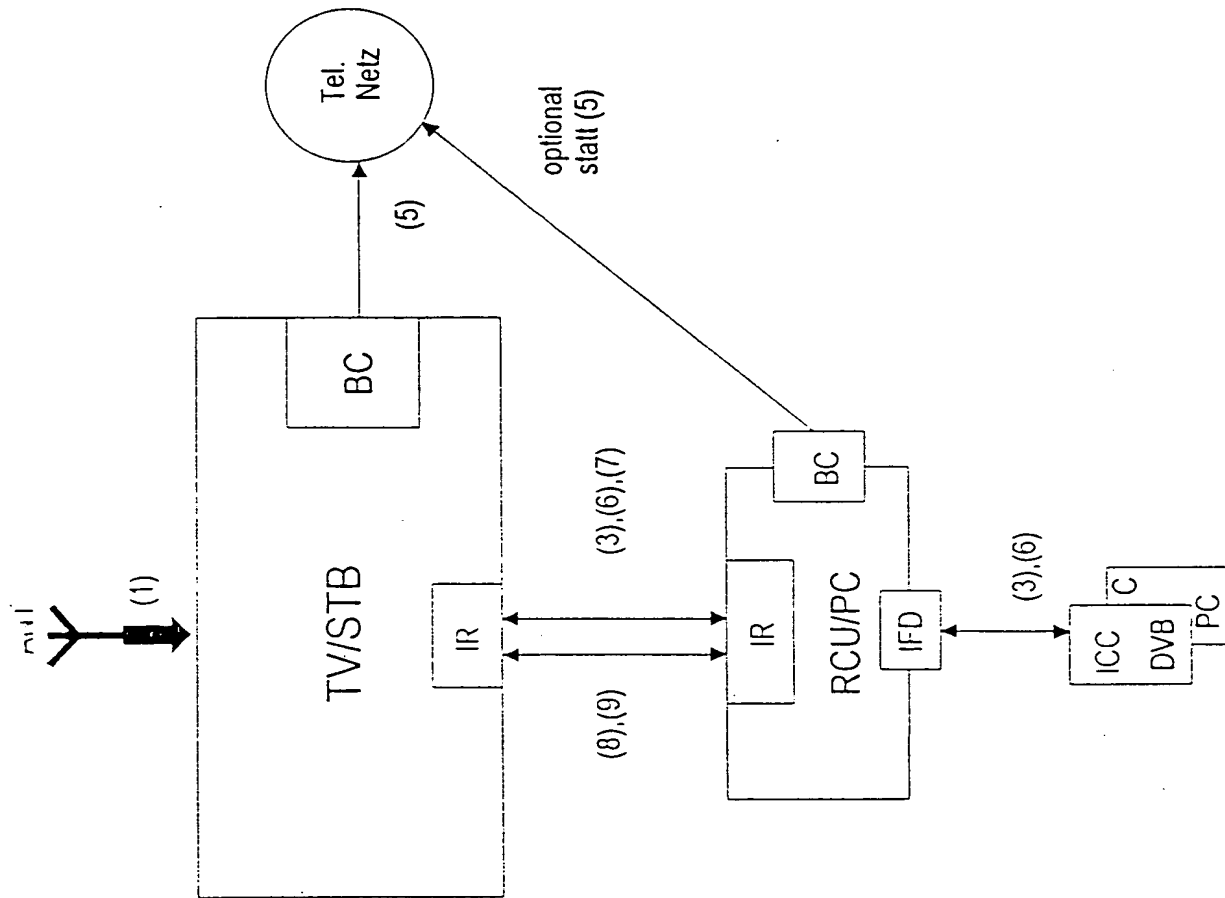 (1)
TV/STB
BC
(5)
Tel.
Netz
optional
statt (5)
IR
(8),(9)
(3),(6),(7)
IR
BC
RCU/PC
IFD
(3),(6)
ICC
C
DVB
PC